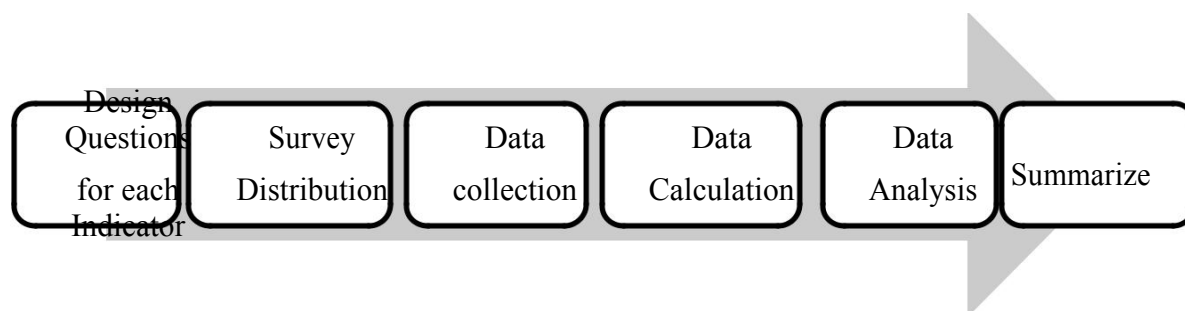 Design
Questions
for each
Indicator
Survey
Distribution
Data
collection
Data
Calculation
Data
Analysis
Summarize